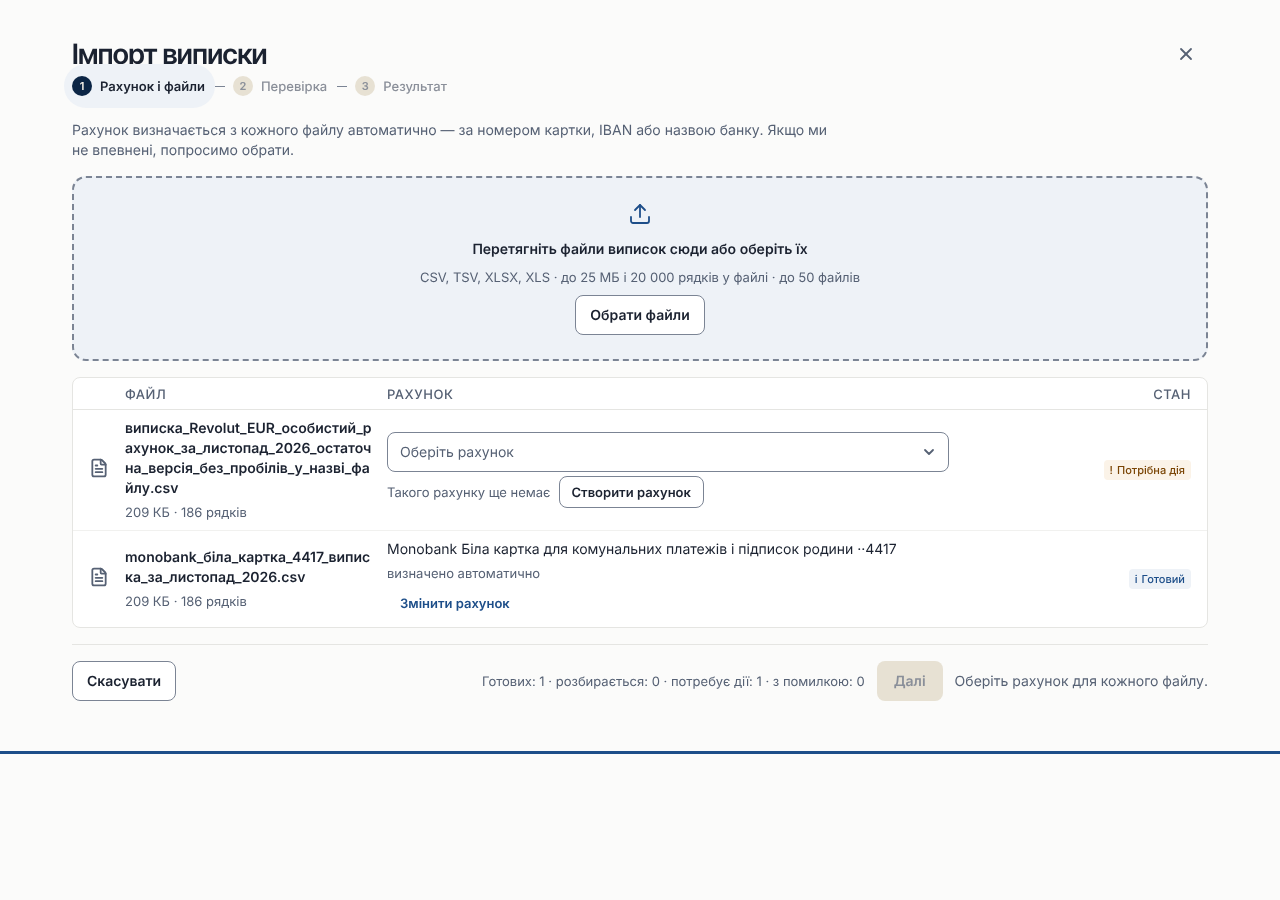 Імпорт виписки
1 Рахунок і файли — 2 Перевірка — 3 Результат
Рахунок визначається з кожного файлу автоматично — за номером картки, IBAN або назвою банку. Якщо ми
не впевнені, попросимо обрати.
Перетягніть файли виписок сюди або оберіть їх
CSV, TSV, XLSX, XLS · до 25 МБ і 20 000 рядків у файлі · до 50 файлів
Обрати файли
ФАЙЛ РАХУНОК СТАН
виписка_Revolut_EUR_особистий_р
ахунок_за_листопад_2026_остаточ
на_версія_без_пробілів_у_назві_фа
йлу.csv
209 КБ · 186 рядків
Оберіть рахунок
Такого рахунку ще немає Створити рахунок
! Потрібна дія
monobank_біла_картка_4417_випис
ка_за_листопад_2026.csv
209 КБ · 186 рядків
Monobank Біла картка для комунальних платежів і підписок родини ··4417
визначено автоматично
Змінити рахунок
i Готовий
Скасувати
Готових: 1 · розбирається: 0 · потребує дії: 1 · з помилкою: 0
Далі
Оберіть рахунок для кожного файлу.